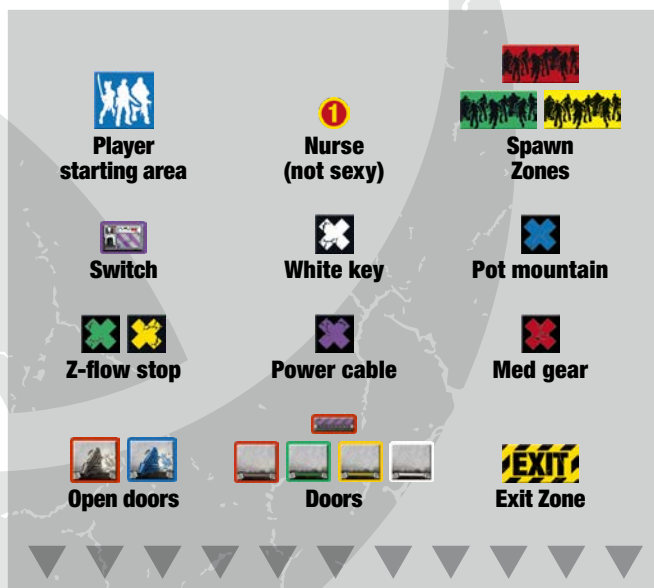 Player
starting area
1
Nurse
(not sexy)
Spawn
Zones
Switch
White key
Pot mountain
Z-flow stop
Power cable
Med gear
Open doors
Doors
EXIT
Exit Zone